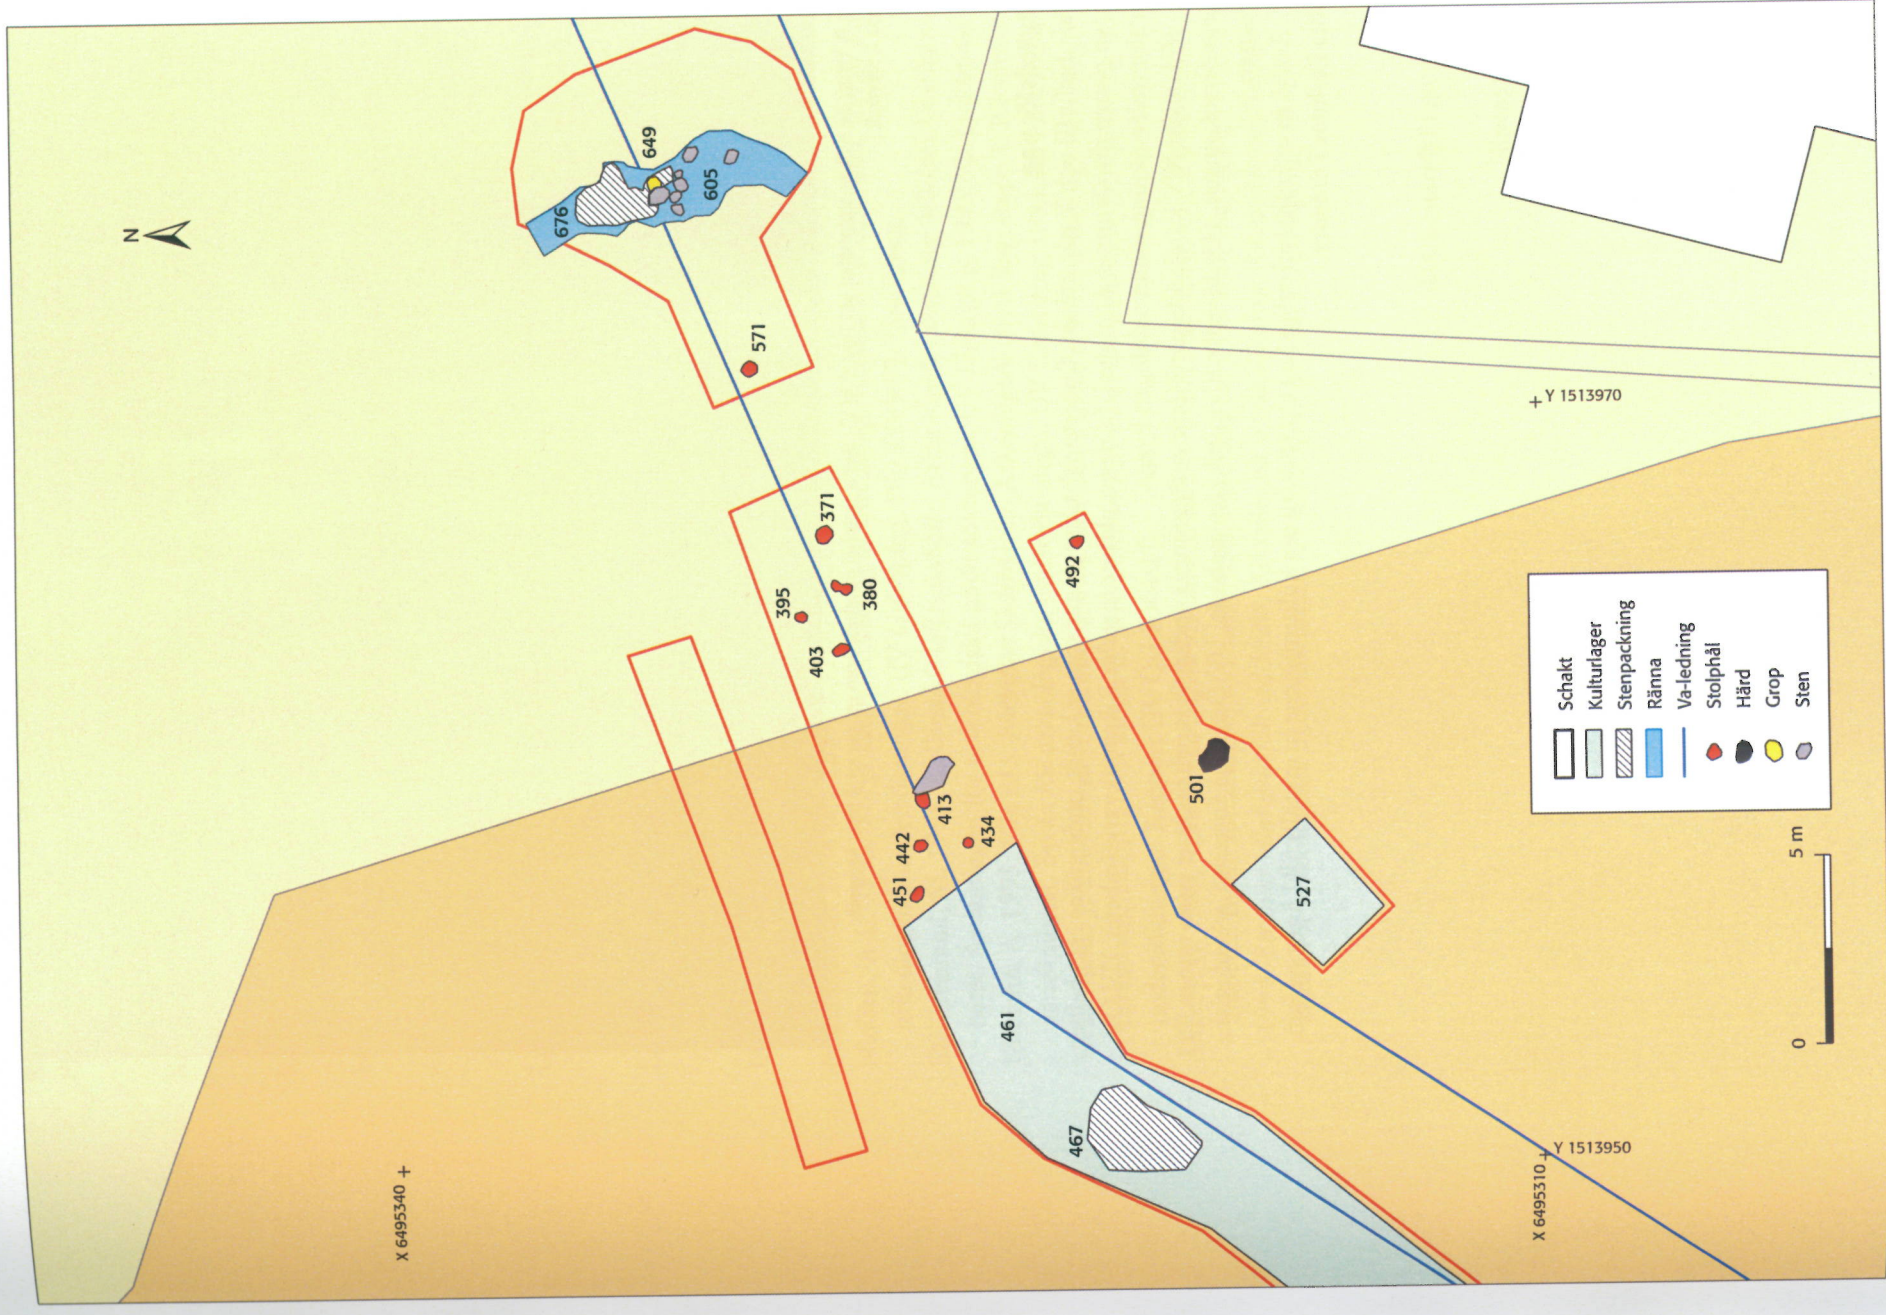 N
676
649
605
571
371
380
395
403
492
413
442
434
451
501
527
461
467
Y 1513970
X 6495340
X 6495310
Y 1513950
Schakt
Kulturlager
Stenpackning
Ränna
Va-ledning
Stolphål
Härd
Grop
Sten
0
5 m